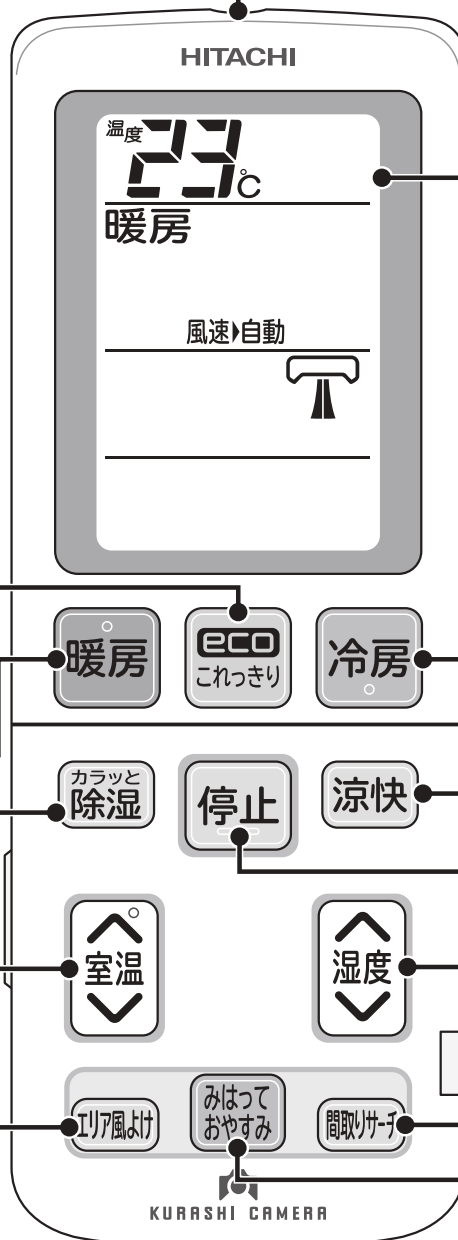 HITACHI
温度 23℃
暖房
風速▶自動
暖房
eco
これっきり
冷房
カラッと
除湿
停止
涼快
室温
湿度
エリア風よけ
みはって
おやすみ
間取りサーチ
KURASHI CAMERA